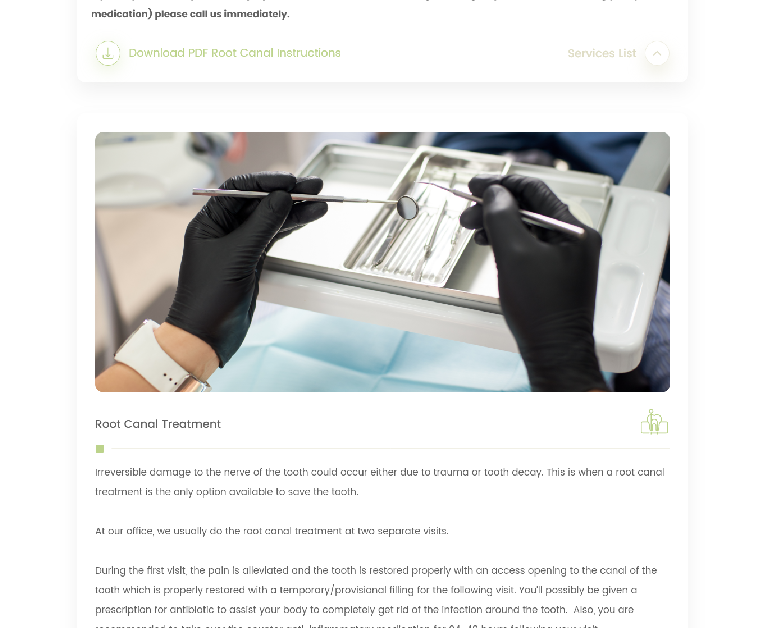 medication) please call us immediately.
Download PDF Root Canal Instructions
Services List
Root Canal Treatment
Irreversible damage to the nerve of the tooth could occur either due to trauma or tooth decay. This is when a root canal
treatment is the only option available to save the tooth.
At our office, we usually do the root canal treatment at two separate visits.
During the first visit, the pain is alleviated and the tooth is restored properly with an access opening to the canal of the
tooth which is properly restored with a temporary/provisional filling for the following visit. You'll possibly be given a
prescription for antibiotic to assist your body to completely get rid of the infection around the tooth. Also, you are